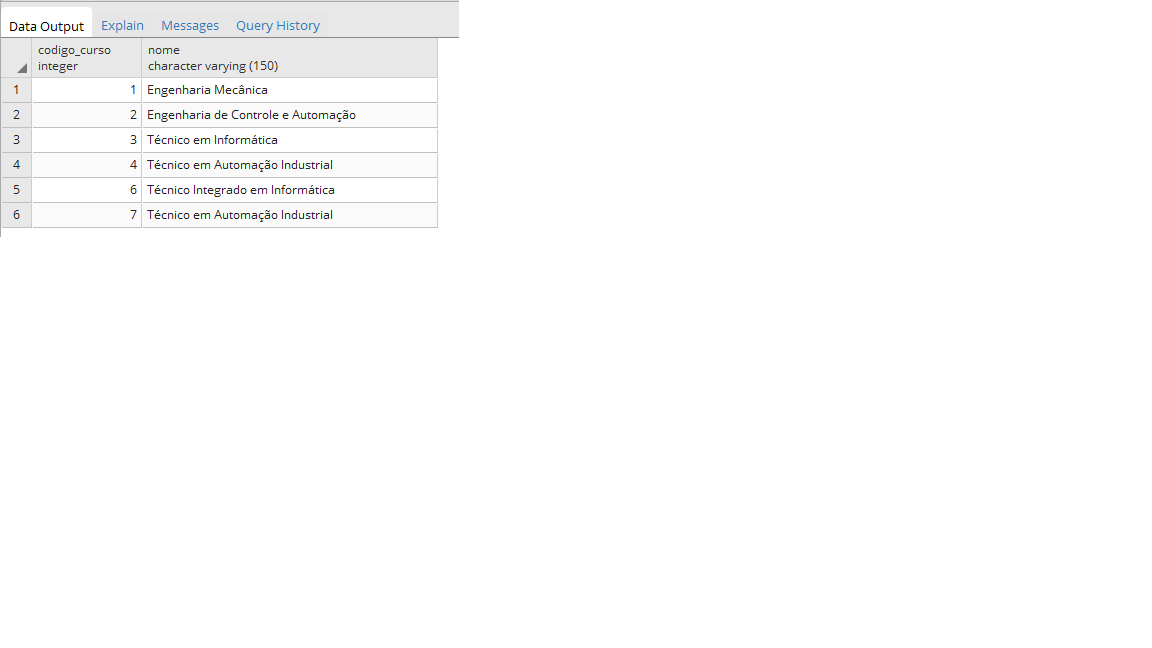 Data Output Explain Messages Query History
codigo_curso nome
integer character varying (150)
1 1 Engenharia Mecânica
2 2 Engenharia de Controle e Automação
3 3 Técnico em Informática
4 4 Técnico em Automação Industrial
5 6 Técnico Integrado em Informática
6 7 Técnico em Automação Industrial